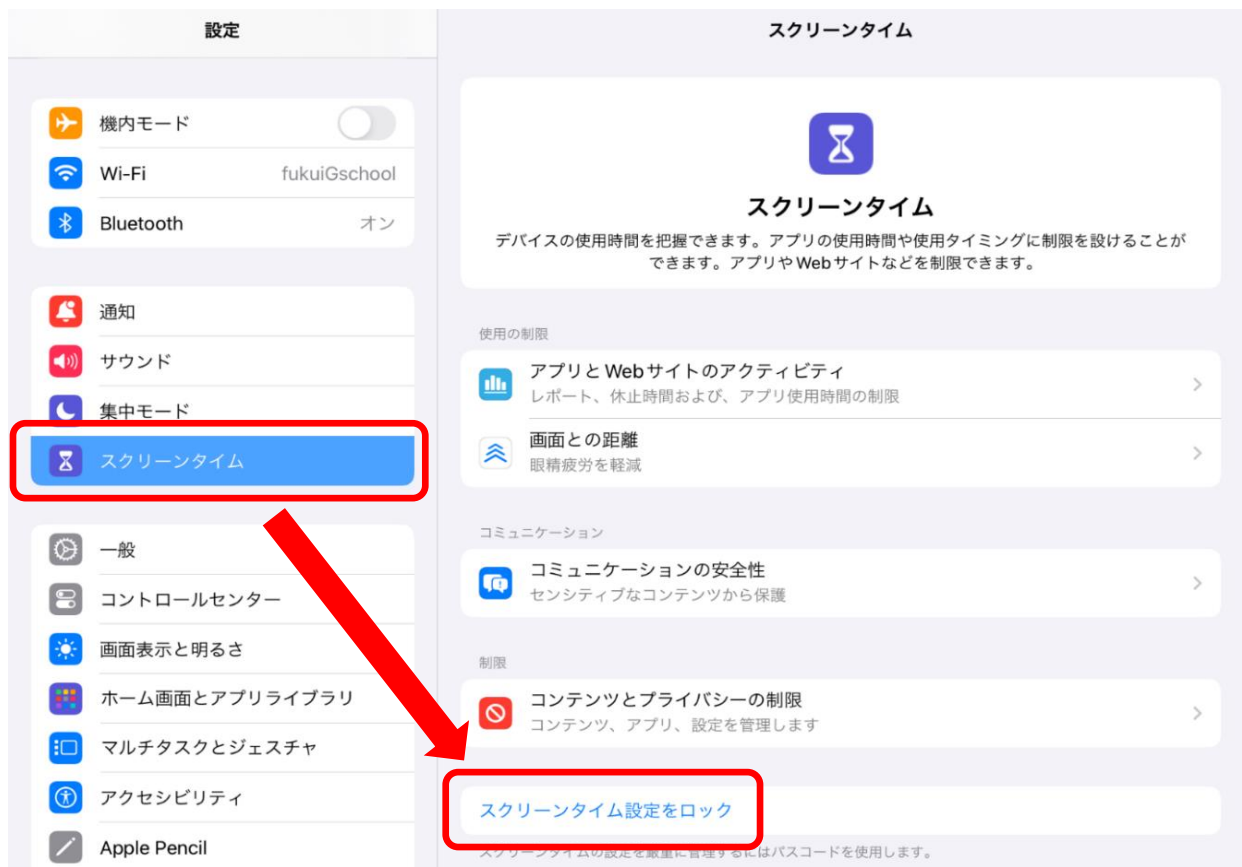 設定
機内モード
Wi-Fi
fukuiGschool
Bluetooth
オン
通知
サウンド
集中モード
スクリーンタイム
一般
コントロールセンター
画面表示と明るさ
ホーム画面とアプリライブラリ
マルチタスクとジェスチャ
アクセシビリティ
Apple Pencil
スクリーンタイム
スクリーンタイム
デバイスの使用時間を把握できます。アプリの使用時間や使用タイミングに制限を設けることが
できます。アプリやWebサイトなどを制限できます。
使用の制限
アプリとWebサイトのアクティビティ
レポート、休止時間および、アプリ使用時間の制限
画面との距離
眼精疲労を軽減
コミュニケーション
コミュニケーションの安全性
センシティブなコンテンツから保護
制限
コンテンツとプライバシーの制限
コンテンツ、アプリ、設定を管理します
スクリーンタイム設定をロック
スクリーンタイムの設定を厳重に管理するにはパスコードを使用します。